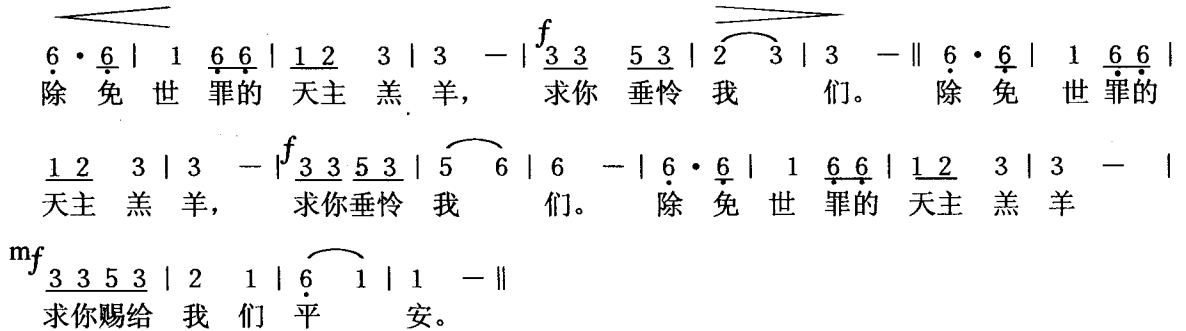 f
6 · 6 | 1 6 6 | 1 2 3 | 3 — | 3 3 5 3 | 2 3 | 3 — ‖ 6 · 6 | 1 6 6 |
除 免 世 罪的 天主 羔 羊， 求你 垂怜 我 们。 除 免 世 罪的
f
1 2 3 | 3 — | 3 3 5 3 | 5 6 | 6 — | 6 · 6 | 1 6 6 | 1 2 3 | 3 — |
天主 羔 羊， 求你垂怜 我 们。 除 免 世 罪的 天主 羔 羊
mf
3 3 5 3 | 2 1 | 6 1 | 1 — ‖
求你赐给 我 们 平 安。